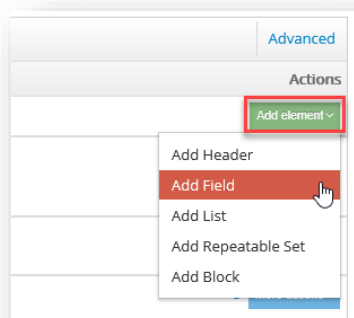 Advanced
Actions
Add element
Add Header
Add Field
Add List
Add Repeatable Set
Add Block